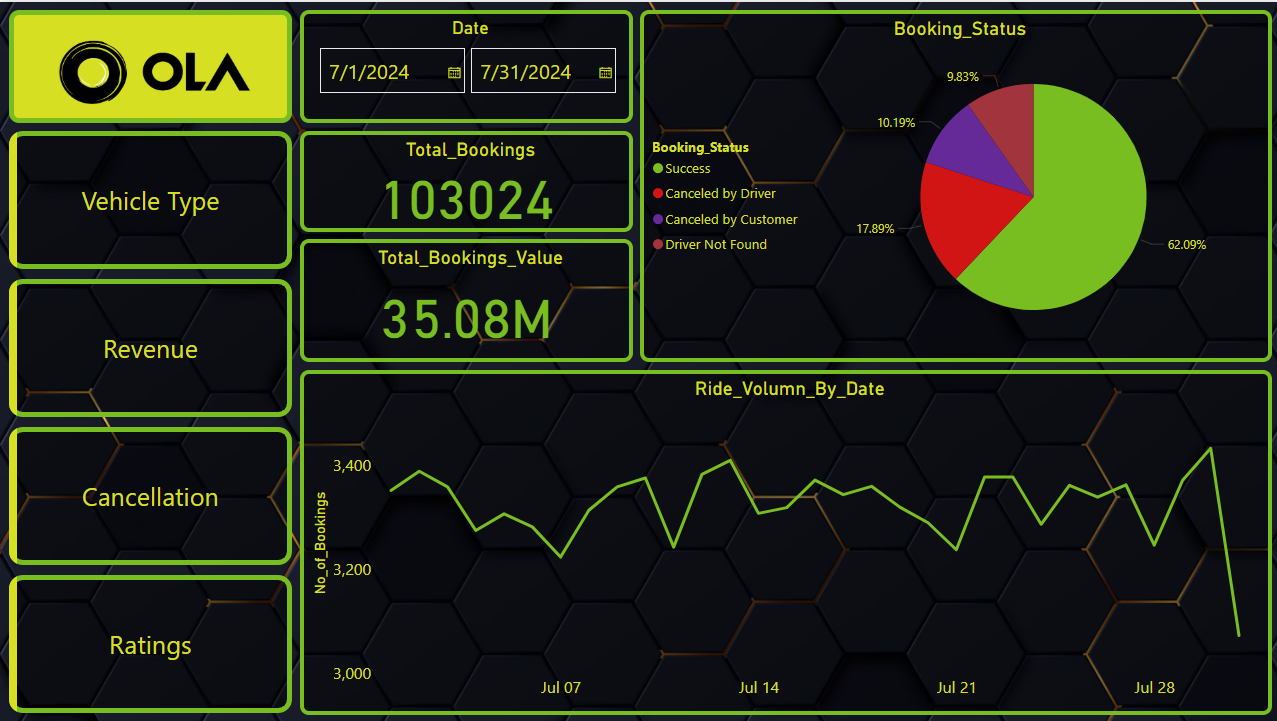 OLA
Vehicle Type
Revenue
Cancellation
Ratings
Date
7/1/2024
7/31/2024
Total_Bookings
103024
Total_Bookings_Value
35.08M
Booking_Status
Booking_Status
Success
Canceled by Driver
Canceled by Customer
Driver Not Found
9.83%
10.19%
17.89%
62.09%
Ride_Volumn_By_Date
No_of_Bookings
3,400
3,200
3,000
Jul 07
Jul 14
Jul 21
Jul 28